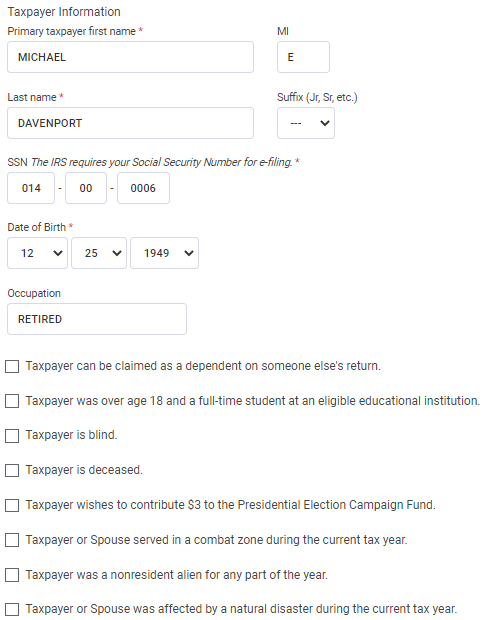 Taxpayer Information
Primary taxpayer first name * MI
MICHAEL E
Last name * Suffix (Jr, Sr, etc.)
DAVENPORT ---
SSN The IRS requires your Social Security Number for e-filing. *
014 - 00 - 0006
Date of Birth *
12 25 1949
Occupation
RETIRED
Taxpayer can be claimed as a dependent on someone else's return.
Taxpayer was over age 18 and a full-time student at an eligible educational institution.
Taxpayer is blind.
Taxpayer is deceased.
Taxpayer wishes to contribute $3 to the Presidential Election Campaign Fund.
Taxpayer or Spouse served in a combat zone during the current tax year.
Taxpayer was a nonresident alien for any part of the year.
Taxpayer or Spouse was affected by a natural disaster during the current tax year.